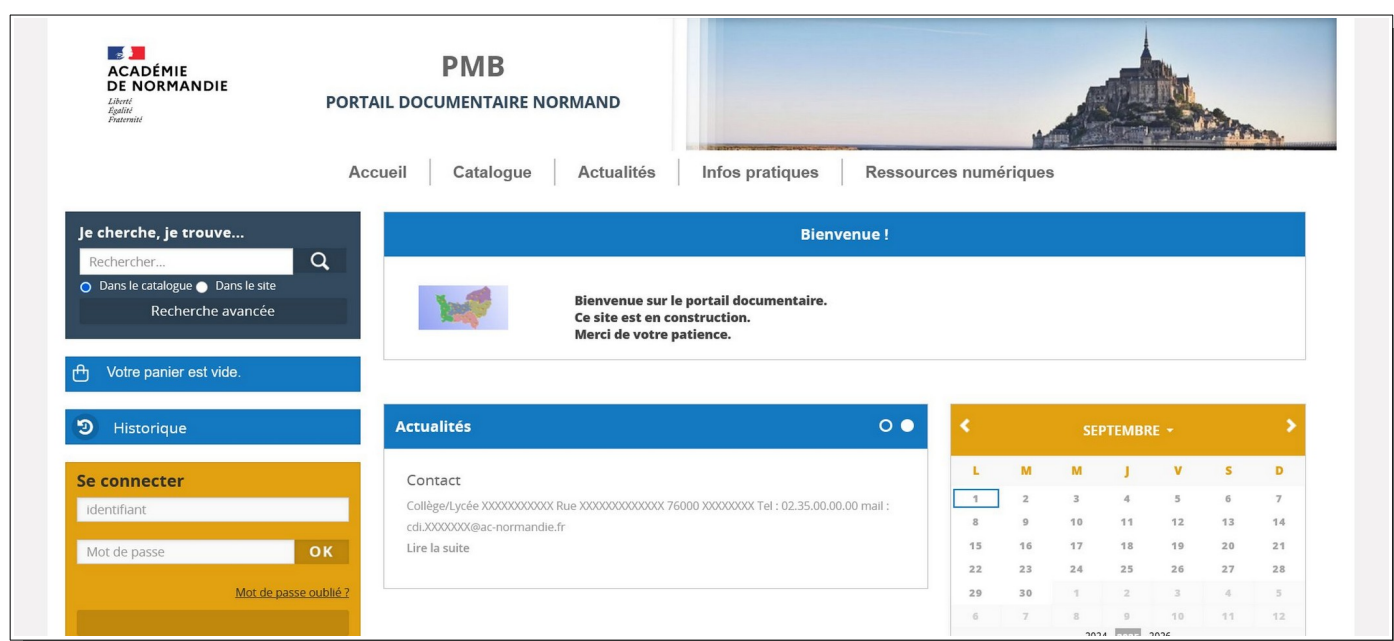 ACADÉMIE
DE NORMANDIE
Liberté
Égalité
Fraternité
PMB
PORTAIL DOCUMENTAIRE NORMAND
Accueil
Catalogue
Actualités
Infos pratiques
Ressources numériques
Je cherche, je trouve...
Rechercher...
Dans le catalogue Dans le site
Recherche avancée
Votre panier est vide.
Historique
Se connecter
identifiant
Mot de passe OK
Mot de passe oublié ?
Bienvenue !
Bienvenue sur le portail documentaire.
Ce site est en construction.
Merci de votre patience.
Actualités
Contact
Collège/Lycée XXXXXXXXXXX Rue XXXXXXXXXXXXX 76000 XXXXXXXX Tel : 02.35.00.00.00 mail :
cdi.XXXXXXX@ac-normandie.fr
Lire la suite
SEPTEMBRE
L M M J V S D
1 2 3 4 5 6 7
8 9 10 11 12 13 14
15 16 17 18 19 20 21
22 23 24 25 26 27 28
29 30 1 2 3 4 5
6 7 8 9 10 11 12
2024 2025 2026